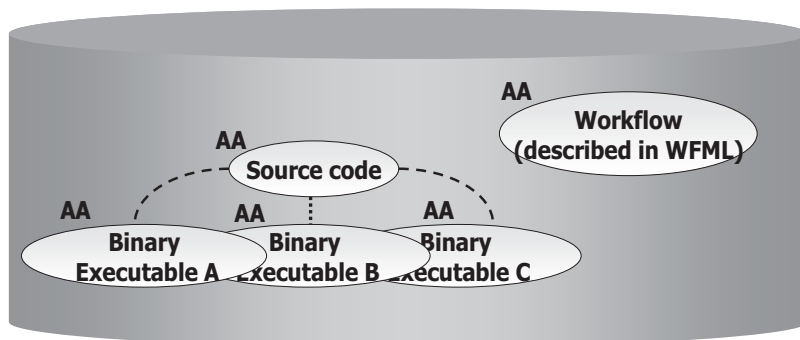 AA
Workflow
(described in WFML)
AA
Source code
AA
Binary
Executable A
AA
Binary
Executable B
AA
Binary
Executable C